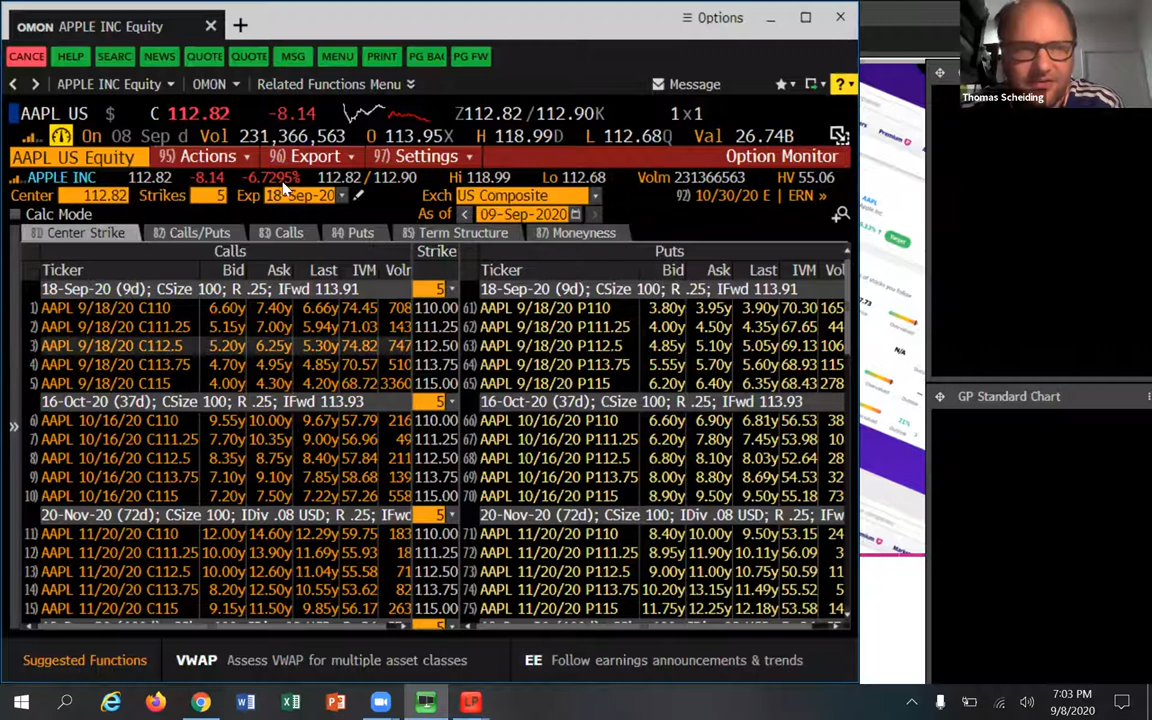 OMON APPLE INC Equity
Options
CANCE HELP SEARC NEWS QUOTE QUOTE MSG MENU PRINT PG BAC PG FW
APPLE INC Equity OMON Related Functions Menu Message
AAPL US $ C 112.82 -8.14 Z112.82/112.90K 1x1
On 08 Sep d Vol 231,366,563 O 113.95X H 118.99D L 112.68Q Val 26.74B
AAPL US Equity 95) Actions 96) Export 97) Settings Option Monitor
APPLE INC 112.82 -8.14 -6.7295% 112.82/112.90 Hi 118.99 Lo 112.68 Volm 231366563 HV 55.06
Center 112.82 Strikes 5 Exp 18-Sep-20 Exch US Composite 92) 10/30/20 E | ERN »
Calc Mode As of 09-Sep-2020
81) Center Strike 82) Calls/Puts 83) Calls 84) Puts 85) Term Structure 87) Moneyness
Calls Strike Puts
Ticker Bid Ask Last IVM Volm Ticker Bid Ask Last IVM Vol
18-Sep-20 (9d); CSize 100; R .25; IFwd 113.91 5 18-Sep-20 (9d); CSize 100; R .25; IFwd 113.91
1) AAPL 9/18/20 C110 6.60y 7.40y 6.66y 74.45 708 110.00 61) AAPL 9/18/20 P110 3.80y 3.95y 3.90y 70.30 165
2) AAPL 9/18/20 C111.25 5.15y 7.00y 5.94y 71.03 143 111.25 62) AAPL 9/18/20 P111.25 4.00y 4.50y 4.35y 67.65 44
3) AAPL 9/18/20 C112.5 5.20y 6.25y 5.30y 74.82 747 112.50 63) AAPL 9/18/20 P112.5 4.85y 5.10y 5.05y 69.13 106
4) AAPL 9/18/20 C113.75 4.70y 4.95y 4.85y 70.57 510 113.75 64) AAPL 9/18/20 P113.75 5.15y 5.70y 5.60y 68.93 115
5) AAPL 9/18/20 C115 4.00y 4.30y 4.20y 68.72 3360 115.00 65) AAPL 9/18/20 P115 6.20y 6.40y 6.35y 68.43 278
16-Oct-20 (37d); CSize 100; R .25; IFwd 113.93 5 16-Oct-20 (37d); CSize 100; R .25; IFwd 113.93
6) AAPL 10/16/20 C110 9.55y 10.00y 9.67y 57.79 216 110.00 66) AAPL 10/16/20 P110 6.60y 6.90y 6.81y 56.53 38
7) AAPL 10/16/20 C111.25 7.70y 10.35y 9.00y 56.96 49 111.25 67) AAPL 10/16/20 P111.25 6.20y 7.80y 7.45y 53.98 10
8) AAPL 10/16/20 C112.5 8.35y 8.75y 8.40y 57.84 211 112.50 68) AAPL 10/16/20 P112.5 6.80y 8.10y 8.03y 52.64 28
9) AAPL 10/16/20 C113.75 7.10y 9.10y 7.85y 58.68 139 113.75 69) AAPL 10/16/20 P113.75 8.00y 8.80y 8.69y 54.53 32
10) AAPL 10/16/20 C115 7.20y 7.50y 7.22y 57.26 558 115.00 70) AAPL 10/16/20 P115 8.90y 9.50y 9.50y 55.18 73
20-Nov-20 (72d); CSize 100; IDiv .08 USD; R .25; IFwd 5 20-Nov-20 (72d); CSize 100; IDiv .08 USD; R .25; IFw
11) AAPL 11/20/20 C110 12.00y 14.60y 12.29y 59.75 183 110.00 71) AAPL 11/20/20 P110 8.40y 10.00y 9.50y 53.15 24
12) AAPL 11/20/20 C111.25 10.00y 13.90y 11.69y 55.93 18 111.25 72) AAPL 11/20/20 P111.25 8.95y 11.90y 10.11y 56.09 3
13) AAPL 11/20/20 C112.5 10.00y 12.60y 11.04y 55.58 71 112.50 73) AAPL 11/20/20 P112.5 9.00y 11.00y 10.75y 50.59 11
14) AAPL 11/20/20 C113.75 8.20y 12.50y 10.55y 53.62 82 113.75 74) AAPL 11/20/20 P113.75 10.20y 13.15y 11.49y 55.52 5
15) AAPL 11/20/20 C115 9.15y 11.50y 9.85y 56.17 263 115.00 75) AAPL 11/20/20 P115 11.75y 12.25y 12.18y 53.58 14
Suggested Functions VWAP Assess VWAP for multiple asset classes EE Follow earnings announcements & trends
Thomas Scheiding
GP Standard Chart
Premium
AAPL
Target
N/A
7:03 PM
9/8/2020